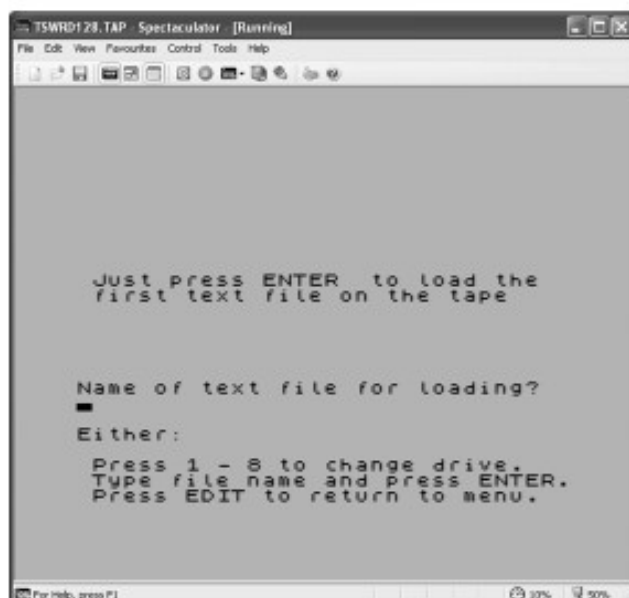 TSWRD128.TAP - Spectaculator - [Running]
File Edit View Favourites Control Tools Help
Just press ENTER to load the
first text file on the tape
Name of text file for loading?
Either:
Press 1 - 8 to change drive.
Type file name and press ENTER.
Press EDIT to return to menu.
For Help, press F1
10% 50%